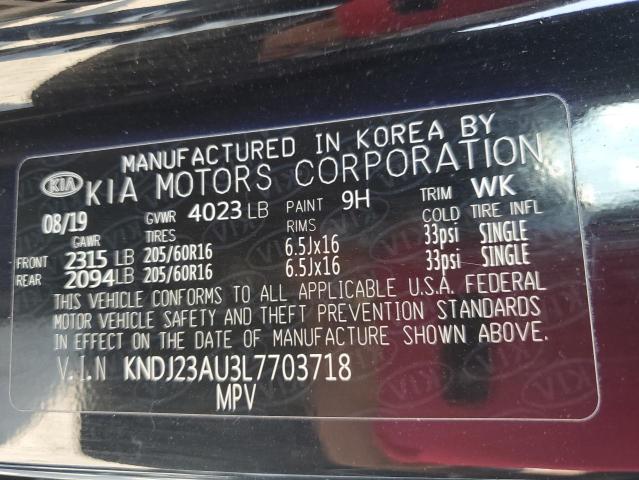 MANUFACTURED IN KOREA BY
KIA KIA MOTORS CORPORATION
08/19 GVWR 4023 LB PAINT 9H TRIM WK
GAWR TIRES RIMS COLD TIRE INFL
FRONT 2315 LB 205/60R16 6.5Jx16 33psi SINGLE
REAR 2094LB 205/60R16 6.5Jx16 33psi SINGLE
THIS VEHICLE CONFORMS TO ALL APPLICABLE U.S.A. FEDERAL
MOTOR VEHICLE SAFETY AND THEFT PREVENTION STANDARDS
IN EFFECT ON THE DATE OF MANUFACTURE SHOWN ABOVE.
V.I.N KNDJ23AU3L7703718
MPV